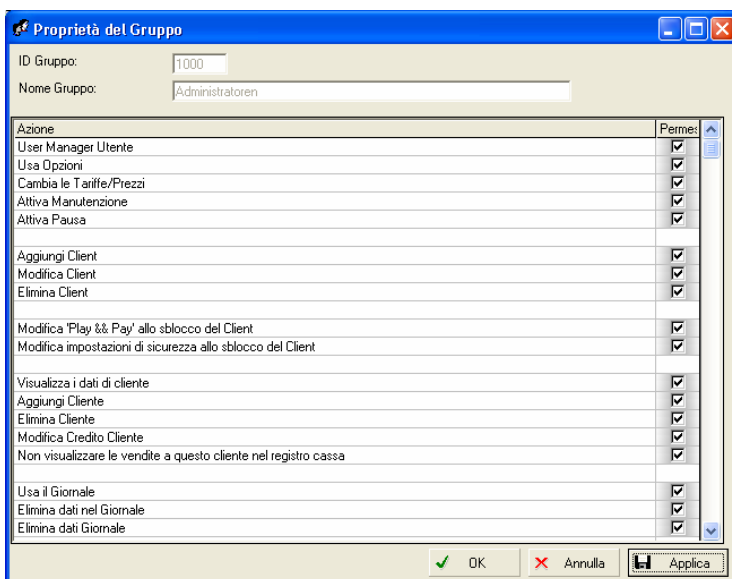 Proprietà del Gruppo
ID Gruppo: 1000
Nome Gruppo: Administratoren
Azione Permes
User Manager Utente
Usa Opzioni
Cambia le Tariffe/Prezzi
Attiva Manutenzione
Attiva Pausa
Aggiungi Client
Modifica Client
Elimina Client
Modifica 'Play && Pay' allo sblocco del Client
Modifica impostazioni di sicurezza allo sblocco del Client
Visualizza i dati di cliente
Aggiungi Cliente
Elimina Cliente
Modifica Credito Cliente
Non visualizzare le vendite a questo cliente nel registro cassa
Usa il Giornale
Elimina dati nel Giornale
Elimina dati Giornale
OK Annulla Applica